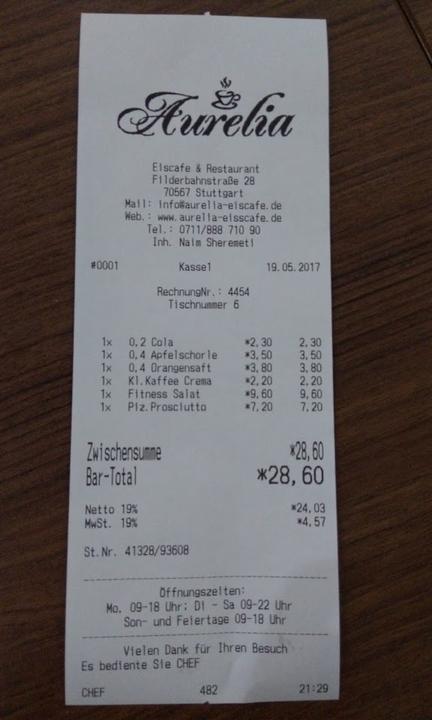 Aurelia
Eiscafe & Restaurant
Filderbahnstraße 28
70567 Stuttgart
Mail: info@aurelia-eiscafe.de
Web.: www.aurelia-eisscafe.de
Tel.: 0711/888 710 90
Inh. Naim Sheremeti
#0001 Kasse1 19.05.2017
RechnungNr.: 4454
Tischnummer 6
1x 0,2 Cola *2,30 2,30
1x 0,4 Apfelschorle *3,50 3,50
1x 0,4 Orangensaft *3,80 3,80
1x Kl.Kaffee Crema *2,20 2,20
1x Fitness Salat *9,60 9,60
1x Piz.Prosciutto *7,20 7,20
Zwischensumme *28,60
Bar-Total *28,60
Netto 19% *24,03
MwSt. 19% *4,57
St.Nr. 41328/93608
Öffnungszeiten:
Mo. 09-18 Uhr; Di - Sa 09-22 Uhr
Son- und Feiertage 09-18 Uhr
Vielen Dank für Ihren Besuch
Es bediente Sie CHEF
CHEF 482 21:29